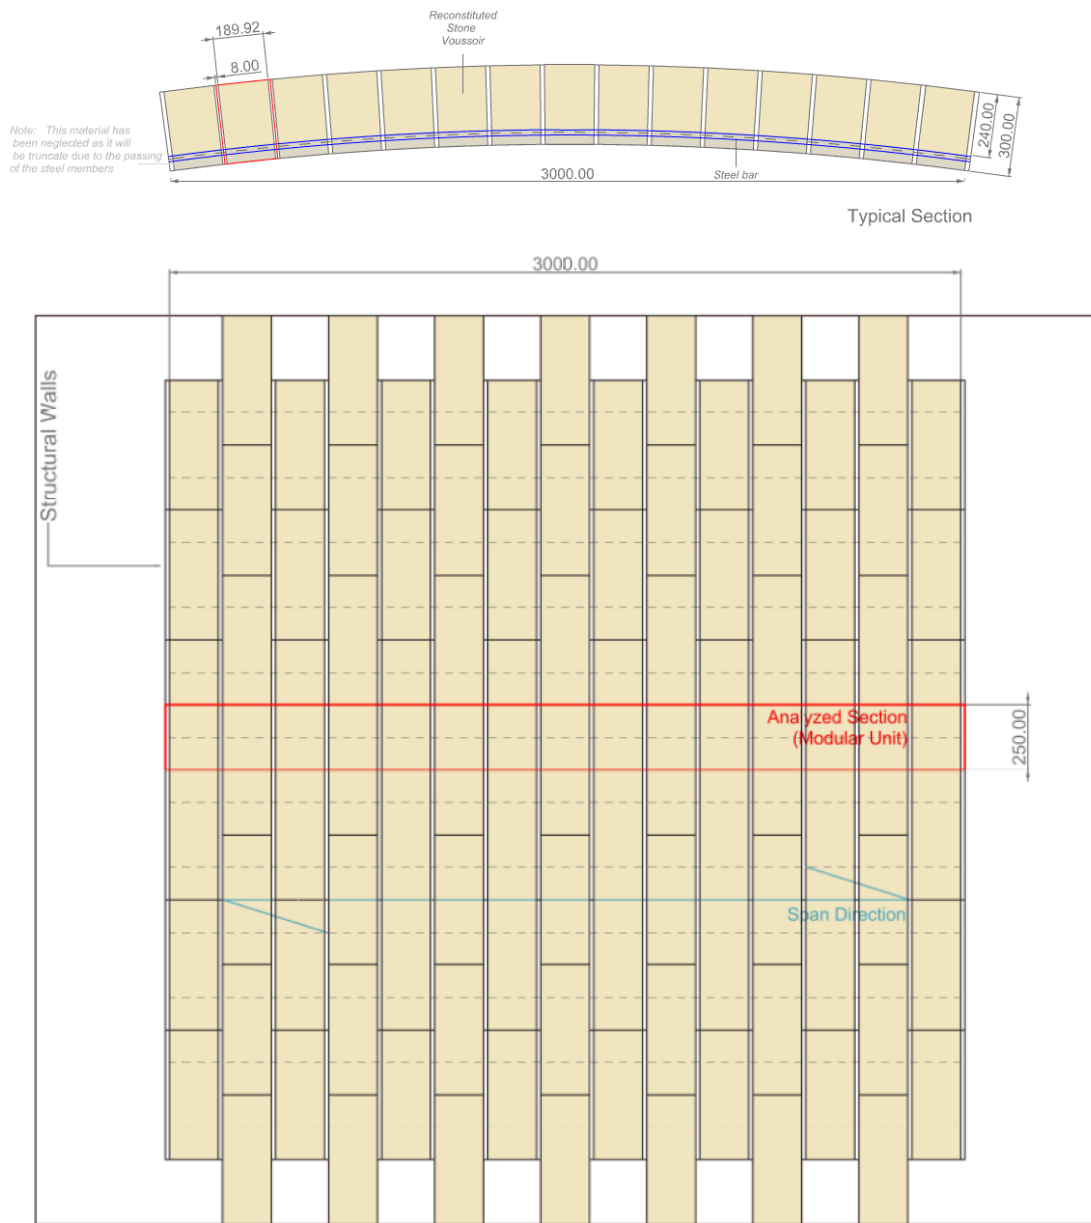 Reconstituted
Stone
Voussoir
189.92
8.00
Note: This material has
been neglected as it will
be truncate due to the passing
of the steel members
240.00
300.00
3000.00
Steel bar
Typical Section
3000.00
Structural Walls
Analyzed Section
(Modular Unit)
250.00
Span Direction